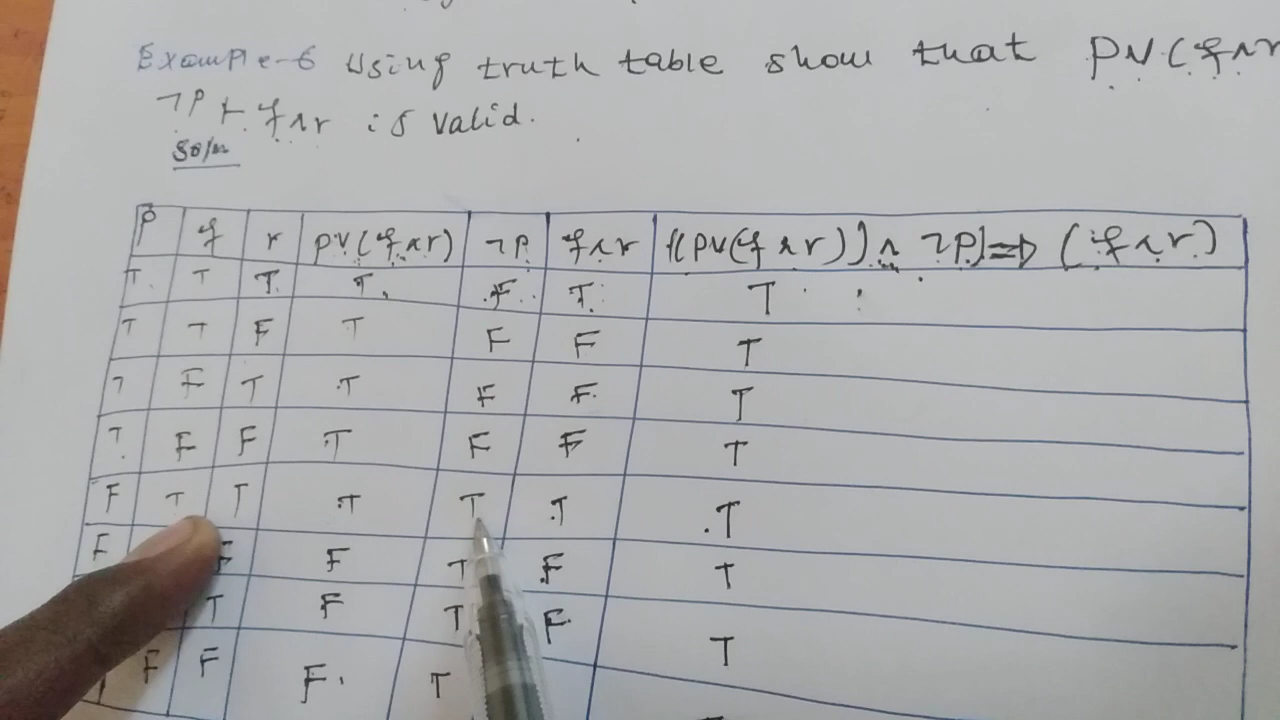 Example-6 Using truth table show that p∨(q∧r
¬p ⊢ q∧r is valid.
Soln
p q r p∨(q∧r) ¬p q∧r [(p∨(q∧r))∧ ¬p]⇒ (q∧r)
T T T T F T T
T T F T F F T
T F T T F F T
T F F T F F T
F T T T T T T
F F F T F T
T F T F T
F F F T